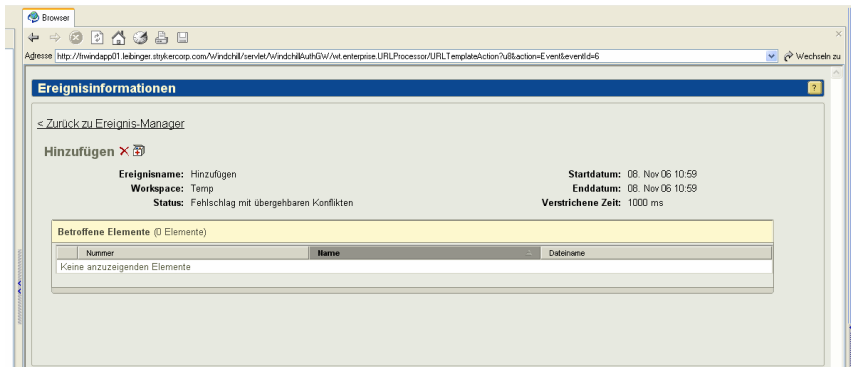 Browser
Adresse http://frwindapp01.leibinger.strykercorp.com/Windchill/servlet/WindchillAuthGW/wt.enterprise.URLProcessor/URLTemplateAction?u8&action=Event&eventId=6 Wechseln zu
Ereignisinformationen ?
< Zurück zu Ereignis-Manager
Hinzufügen
Ereignisname: Hinzufügen Startdatum: 08. Nov 06 10:59
Workspace: Temp Enddatum: 08. Nov 06 10:59
Status: Fehlschlag mit übergehbaren Konflikten Verstrichene Zeit: 1000 ms
Betroffene Elemente (0 Elemente)
Nummer Name Dateiname
Keine anzuzeigenden Elemente